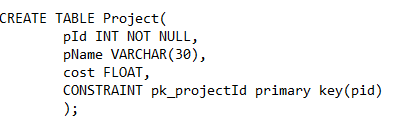 CREATE TABLE Project(
pId INT NOT NULL,
pName VARCHAR(30),
cost FLOAT,
CONSTRAINT pk_projectId primary key(pid)
);